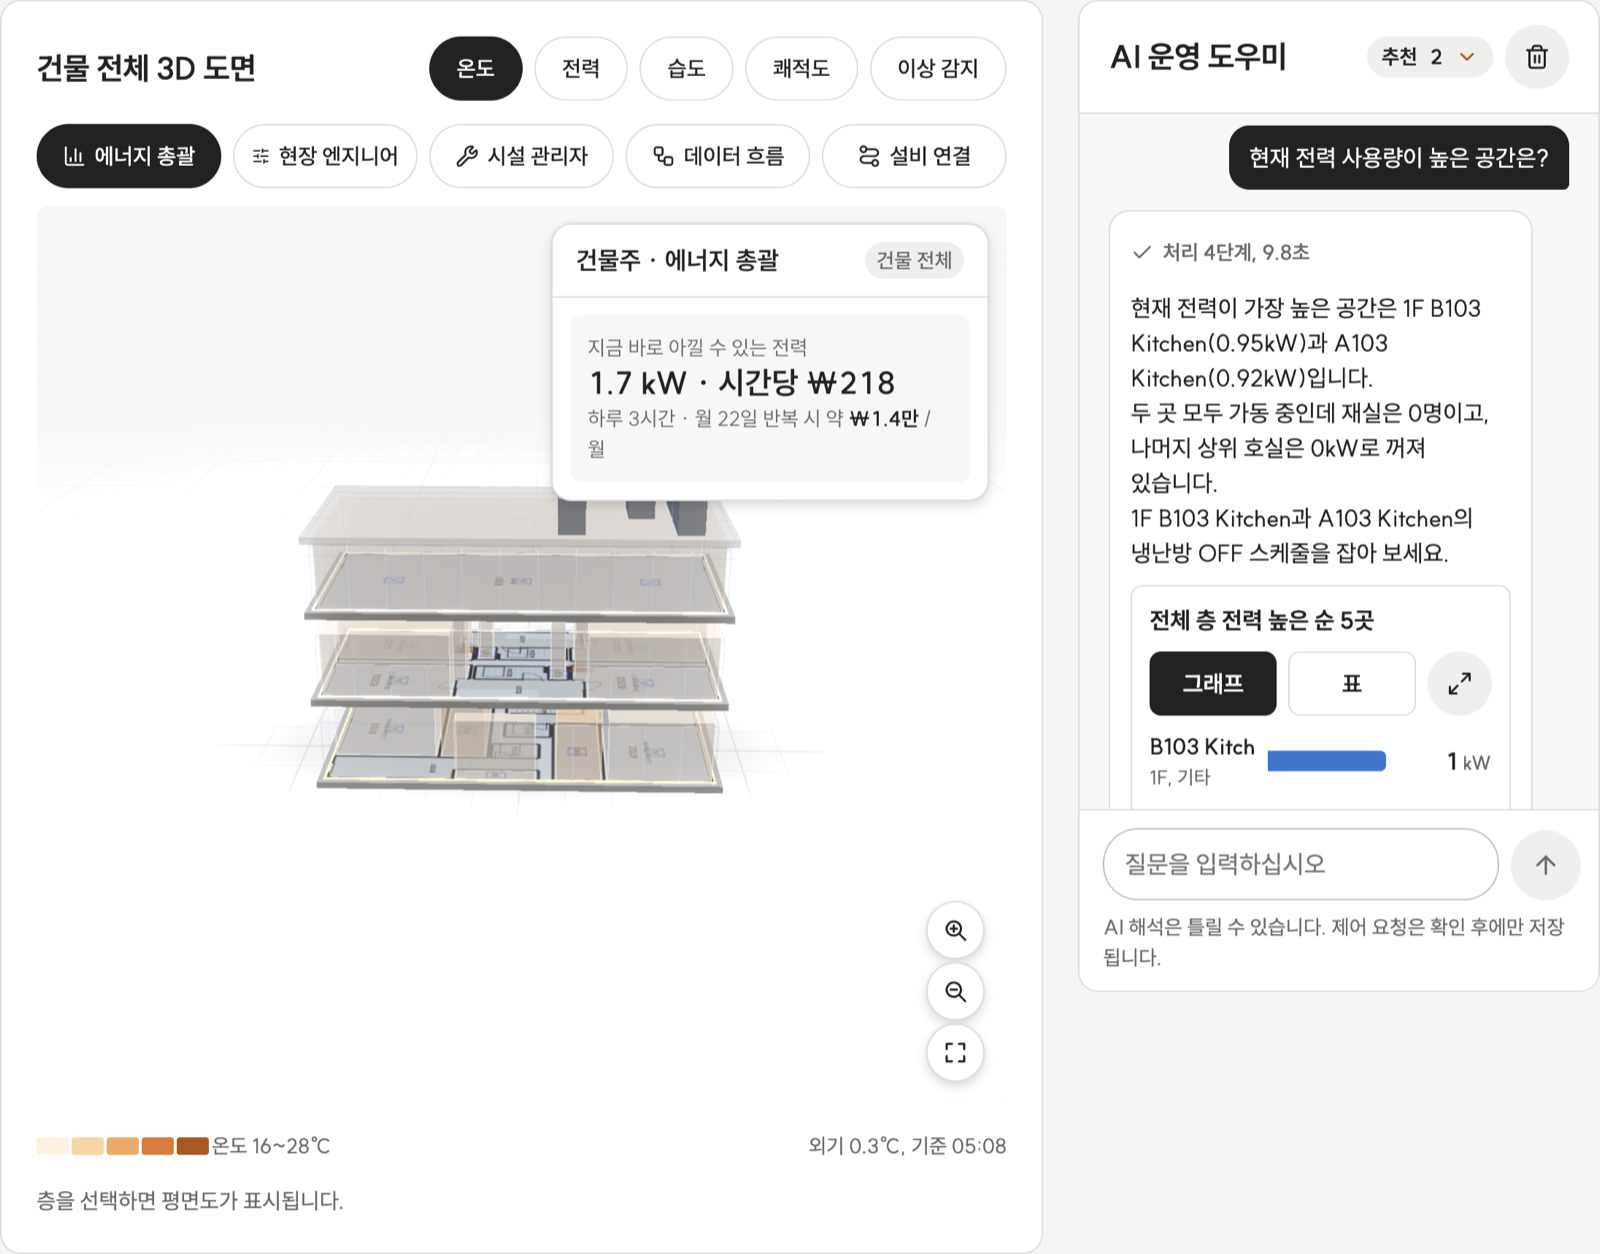 건물 전체 3D 도면
온도
전력
습도
쾌적도
이상 감지
에너지 총괄
현장 엔지니어
시설 관리자
데이터 흐름
설비 연결
건물주 · 에너지 총괄
건물 전체
지금 바로 아낄 수 있는 전력
1.7 kW · 시간당 ₩218
하루 3시간 · 월 22일 반복 시 약 ₩1.4만 /
월
온도 16~28℃
외기 0.3℃, 기준 05:08
층을 선택하면 평면도가 표시됩니다.
AI 운영 도우미
추천 2
현재 전력 사용량이 높은 공간은?
처리 4단계, 9.8초
현재 전력이 가장 높은 공간은 1F B103
Kitchen(0.95kW)과 A103
Kitchen(0.92kW)입니다.
두 곳 모두 가동 중인데 재실은 0명이고,
나머지 상위 호실은 0kW로 꺼져
있습니다.
1F B103 Kitchen과 A103 Kitchen의
냉난방 OFF 스케줄을 잡아 보세요.
전체 층 전력 높은 순 5곳
그래프
표
B103 Kitch
1 kW
1F, 기타
질문을 입력하십시오
AI 해석은 틀릴 수 있습니다. 제어 요청은 확인 후에만 저장
됩니다.